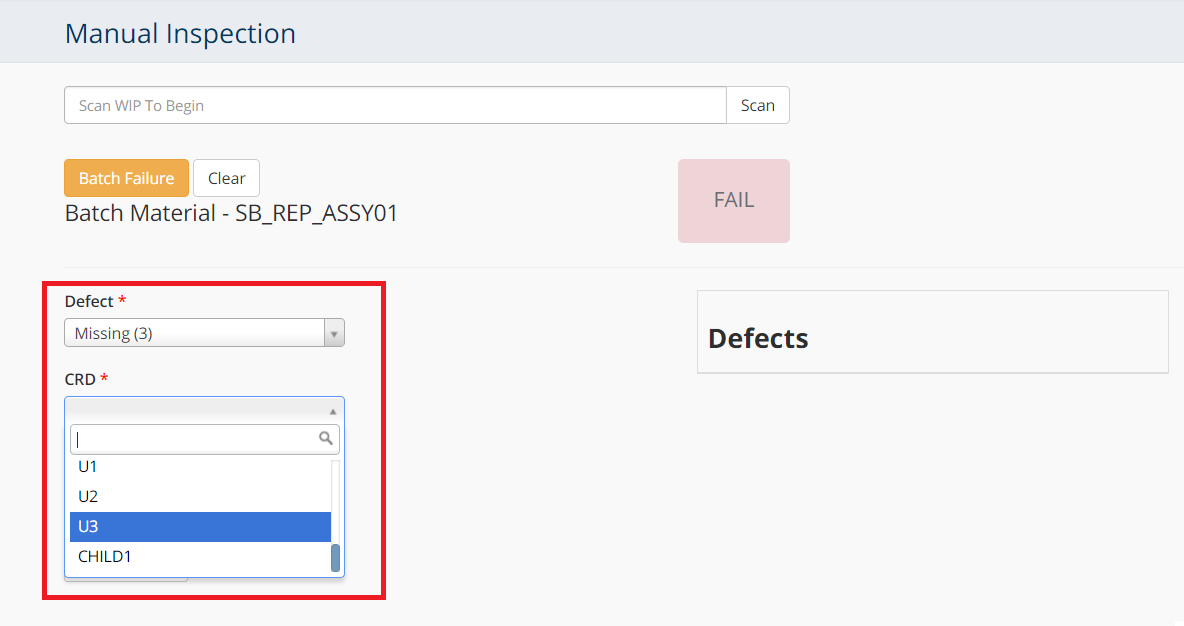 Manual Inspection
Scan WIP To Begin
Scan
Batch Failure
Clear
Batch Material - SB_REP_ASSY01
FAIL
Defect *
Missing (3)
CRD *
U1
U2
U3
CHILD1
Defects